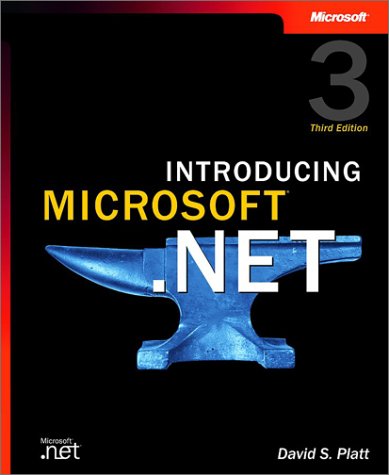 Microsoft
3
Third Edition
INTRODUCING
MICROSOFT®
.NET
Microsoft®
.net
David S. Platt